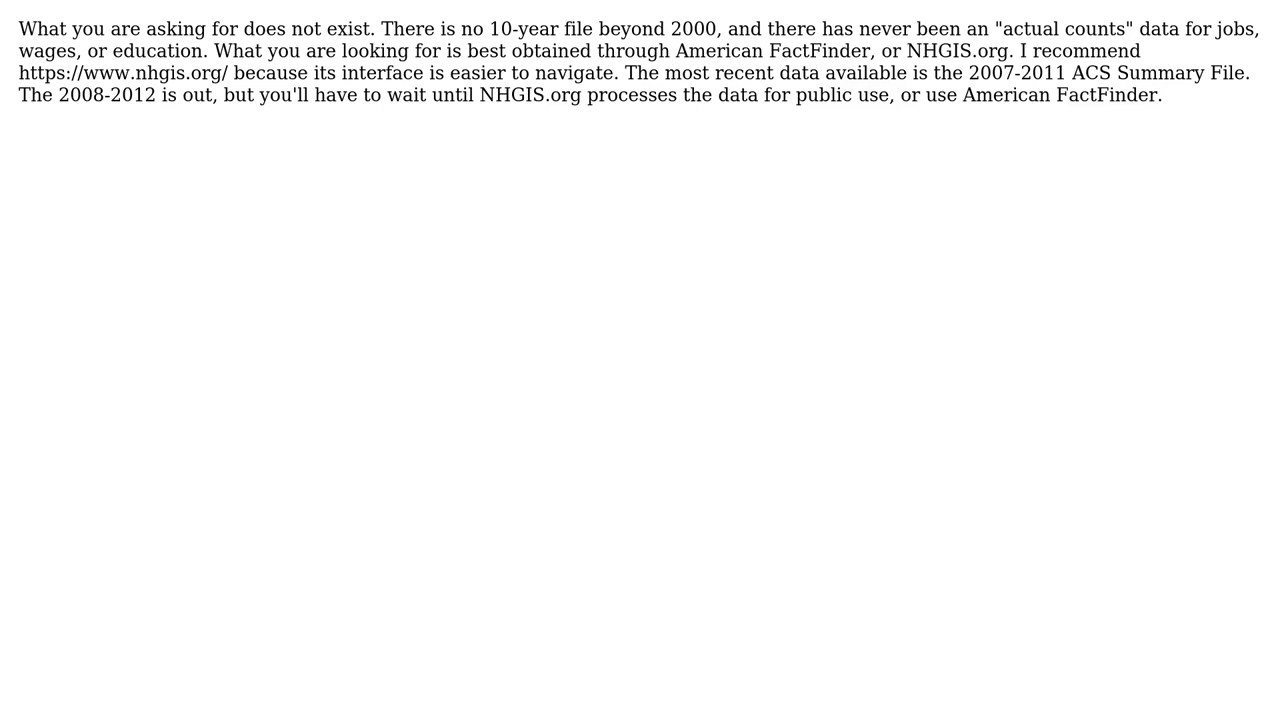 What you are asking for does not exist. There is no 10-year file beyond 2000, and there has never been an "actual counts" data for jobs,
wages, or education. What you are looking for is best obtained through American FactFinder, or NHGIS.org. I recommend
https://www.nhgis.org/ because its interface is easier to navigate. The most recent data available is the 2007-2011 ACS Summary File.
The 2008-2012 is out, but you'll have to wait until NHGIS.org processes the data for public use, or use American FactFinder.